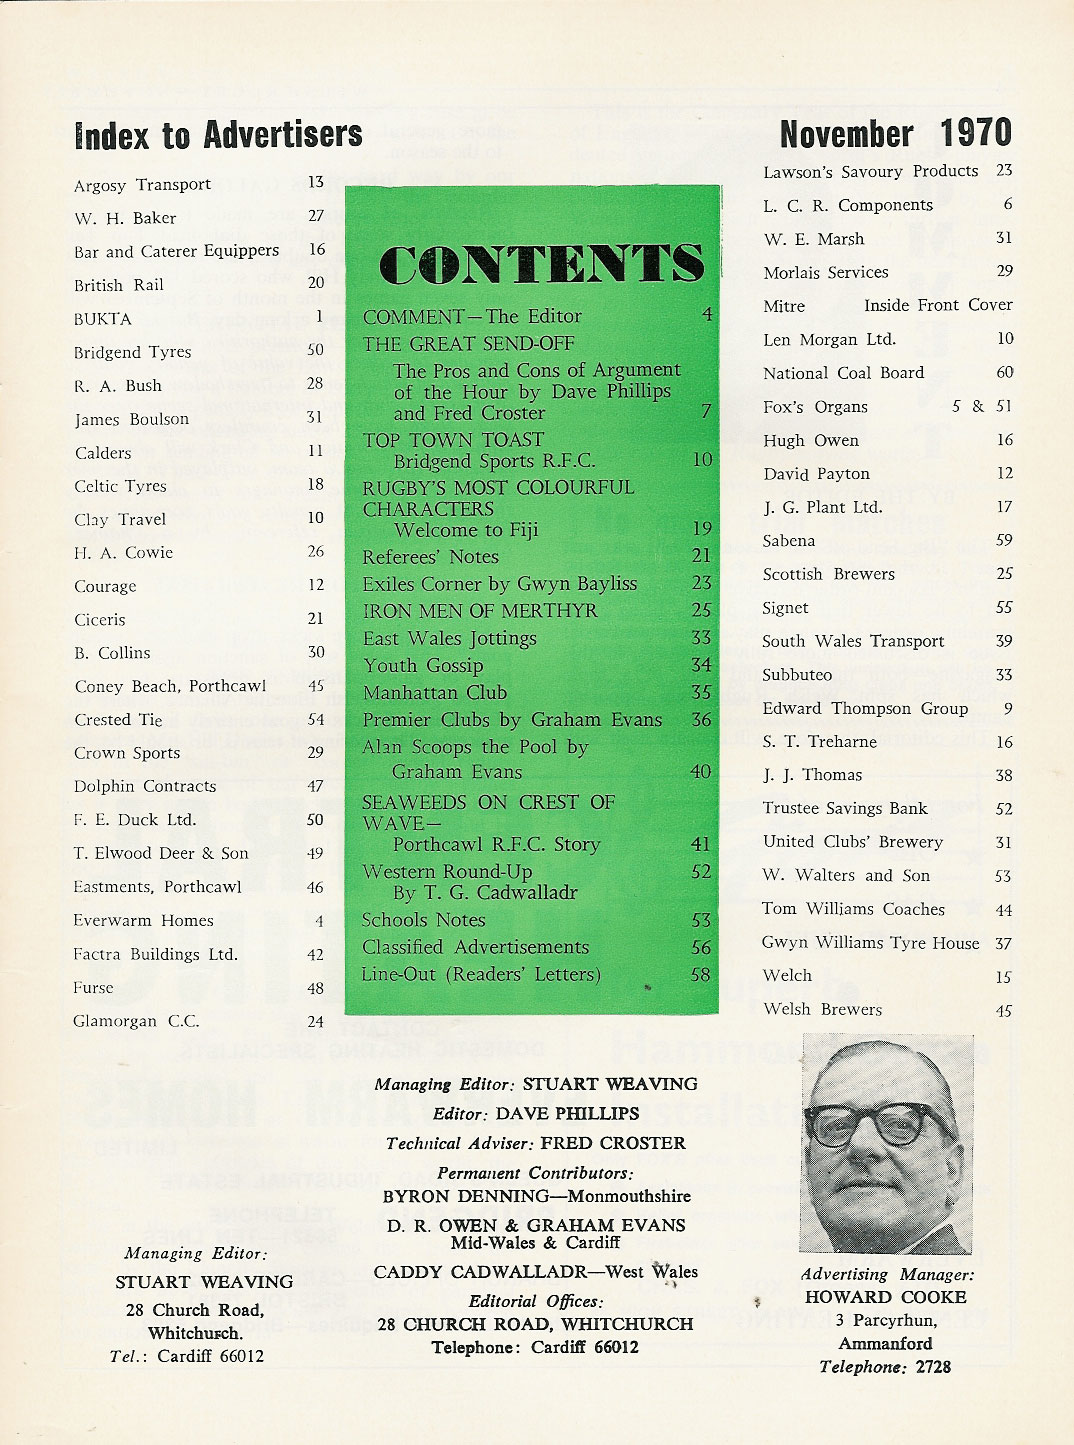 Index to Advertisers
Argosy Transport 13
W. H. Baker 27
Bar and Caterer Equippers 16
British Rail 20
BUKTA 1
Bridgend Tyres 50
R. A. Bush 28
James Boulson 31
Calders 11
Celtic Tyres 18
Clay Travel 10
H. A. Cowie 26
Courage 12
Ciceris 21
B. Collins 30
Coney Beach, Porthcawl 45
Crested Tie 54
Crown Sports 29
Dolphin Contracts 47
F. E. Duck Ltd. 50
T. Elwood Deer & Son 49
Eastments, Porthcawl 46
Everwarm Homes 4
Factra Buildings Ltd. 42
Furse 48
Glamorgan C.C. 24
CONTENTS
COMMENT—The Editor 4
THE GREAT SEND-OFF
The Pros and Cons of Argument
of the Hour by Dave Phillips
and Fred Croster 7
TOP TOWN TOAST
Bridgend Sports R.F.C. 10
RUGBY'S MOST COLOURFUL
CHARACTERS
Welcome to Fiji 19
Referees' Notes 21
Exiles Corner by Gwyn Bayliss 23
IRON MEN OF MERTHYR 25
East Wales Jottings 33
Youth Gossip 34
Manhattan Club 35
Premier Clubs by Graham Evans 36
Alan Scoops the Pool by
Graham Evans 40
SEAWEEDS ON CREST OF
WAVE—
Porthcawl R.F.C. Story 41
Western Round-Up 52
By T. G. Cadwalladr
Schools Notes 53
Classified Advertisements 56
Line-Out (Readers' Letters) 58
November 1970
Lawson's Savoury Products 23
L. C. R. Components 6
W. E. Marsh 31
Morlais Services 29
Mitre Inside Front Cover
Len Morgan Ltd. 10
National Coal Board 60
Fox's Organs 5 & 51
Hugh Owen 16
David Payton 12
J. G. Plant Ltd. 17
Sabena 59
Scottish Brewers 25
Signet 55
South Wales Transport 39
Subbuteo 33
Edward Thompson Group 9
S. T. Treharne 16
J. J. Thomas 38
Trustee Savings Bank 52
United Clubs' Brewery 31
W. Walters and Son 53
Tom Williams Coaches 44
Gwyn Williams Tyre House 37
Welch 15
Welsh Brewers 45
Managing Editor:
STUART WEAVING
28 Church Road,
Whitchurch.
Tel.: Cardiff 66012
Managing Editor: STUART WEAVING
Editor: DAVE PHILLIPS
Technical Adviser: FRED CROSTER
Permanent Contributors:
BYRON DENNING—Monmouthshire
D. R. OWEN & GRAHAM EVANS
Mid-Wales & Cardiff
CADDY CADWALLADR—West Wales
Editorial Offices:
28 CHURCH ROAD, WHITCHURCH
Telephone: Cardiff 66012
Advertising Manager:
HOWARD COOKE
3 Parcyrhun,
Ammanford
Telephone: 2728